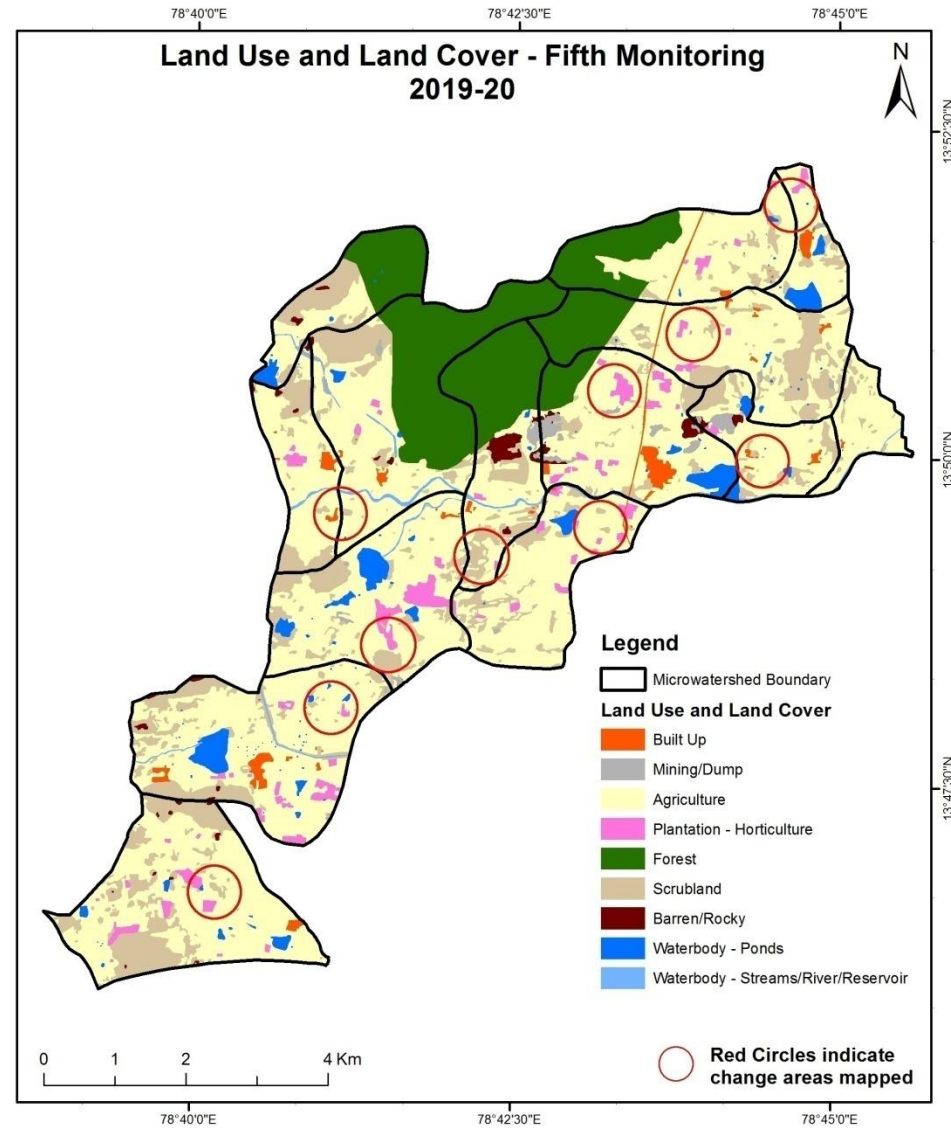 78°40'0"E 78°42'30"E 78°45'0"E
Land Use and Land Cover - Fifth Monitoring
2019-20
N
13°52'30"N
13°50'0"N
13°47'30"N
Legend
Microwatershed Boundary
Land Use and Land Cover
Built Up
Mining/Dump
Agriculture
Plantation - Horticulture
Forest
Scrubland
Barren/Rocky
Waterbody - Ponds
Waterbody - Streams/River/Reservoir
0 1 2 4 Km
Red Circles indicate
change areas mapped
78°40'0"E 78°42'30"E 78°45'0"E